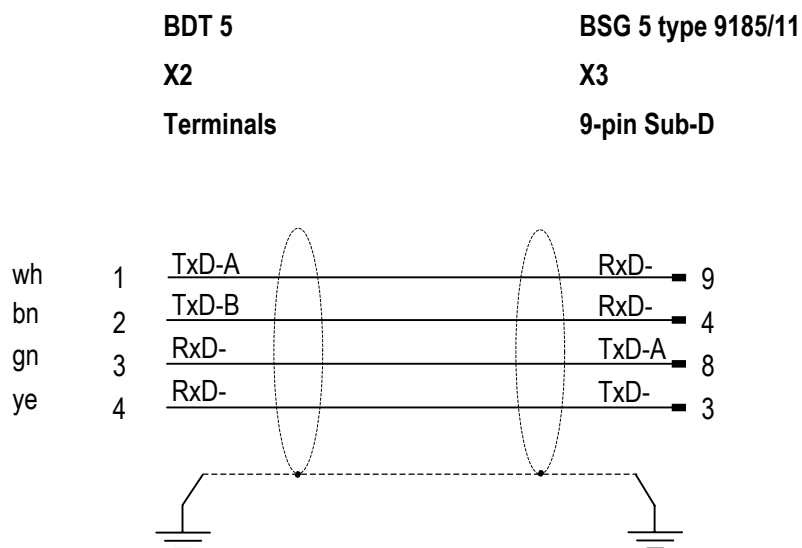 BDT 5 BSG 5 type 9185/11
X2 X3
Terminals 9-pin Sub-D
wh 1 TxD-A RxD- 9
bn 2 TxD-B RxD- 4
gn 3 RxD- TxD-A 8
ye 4 RxD- TxD- 3